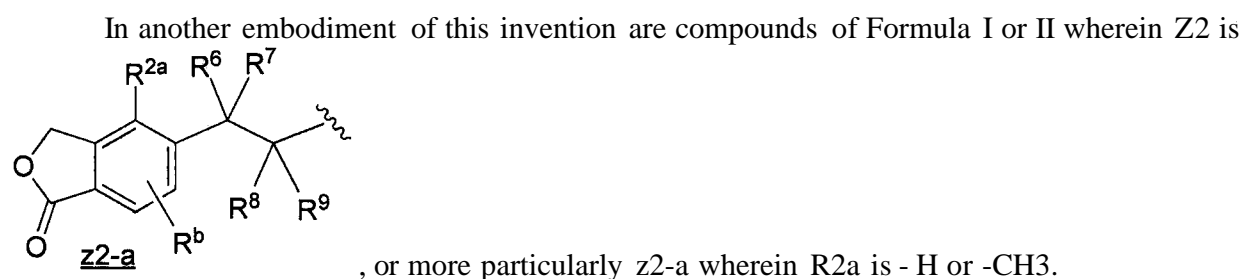 In another embodiment of this invention are compounds of Formula I or II wherein Z2 is
R6 R7
R2a
O
R8 R9
O z2-a Rb
, or more particularly z2-a wherein R2a is - H or -CH3.